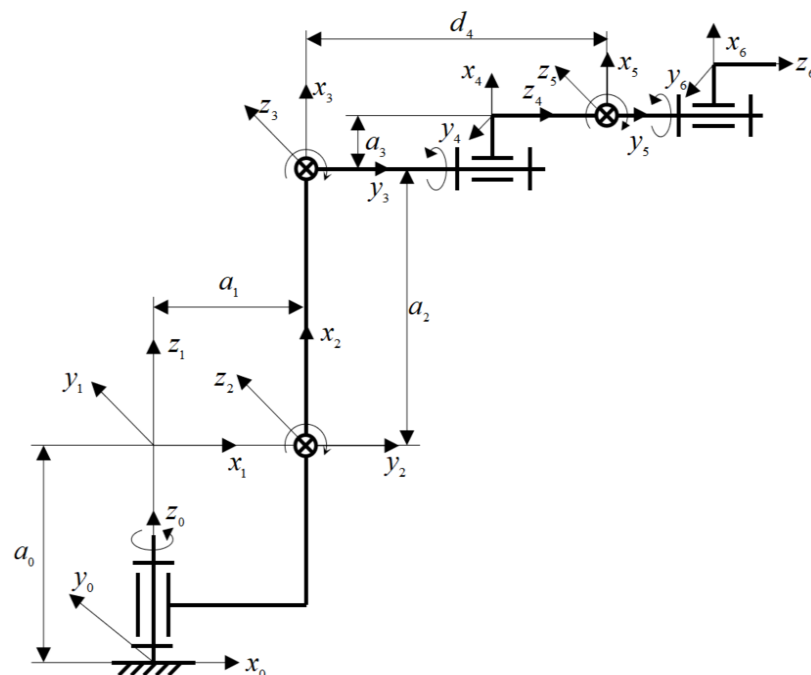 d₄
x₆
z₆
x₃
x₄
z₅
x₅
y₆
z₃
z₄
y₄
a₃
y₅
y₃
a₁
a₂
x₂
z₁
z₂
y₁
x₁
y₂
z₀
a₀
y₀
x₀